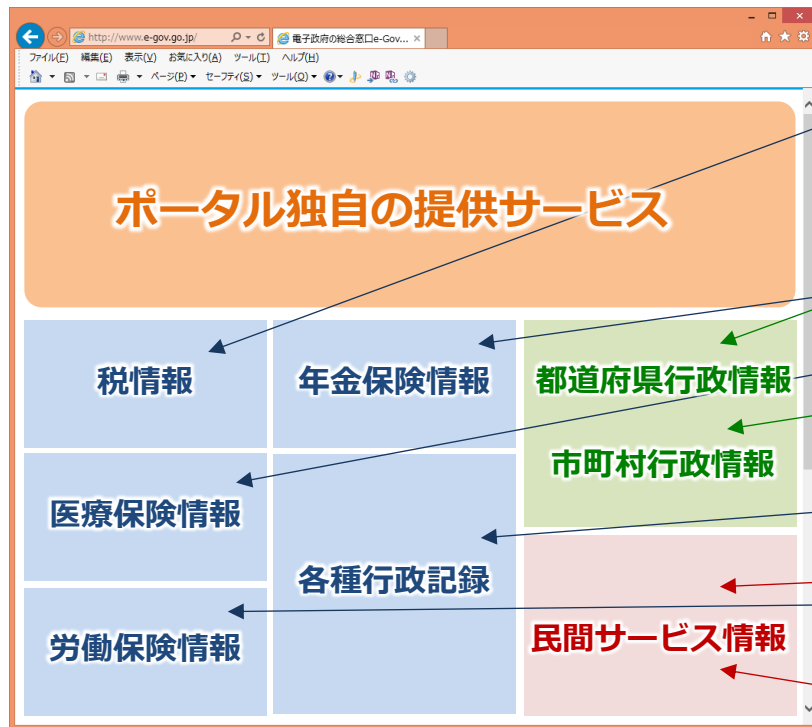 http://www.e-gov.go.jp/
電子政府の総合窓口e-Gov...
ファイル(F) 編集(E) 表示(V) お気に入り(A) ツール(T) ヘルプ(H)
ページ(P) セーフティ(S) ツール(O)
ポータル独自の提供サービス
税情報
年金保険情報
都道府県行政情報
市町村行政情報
医療保険情報
各種行政記録
民間サービス情報
労働保険情報